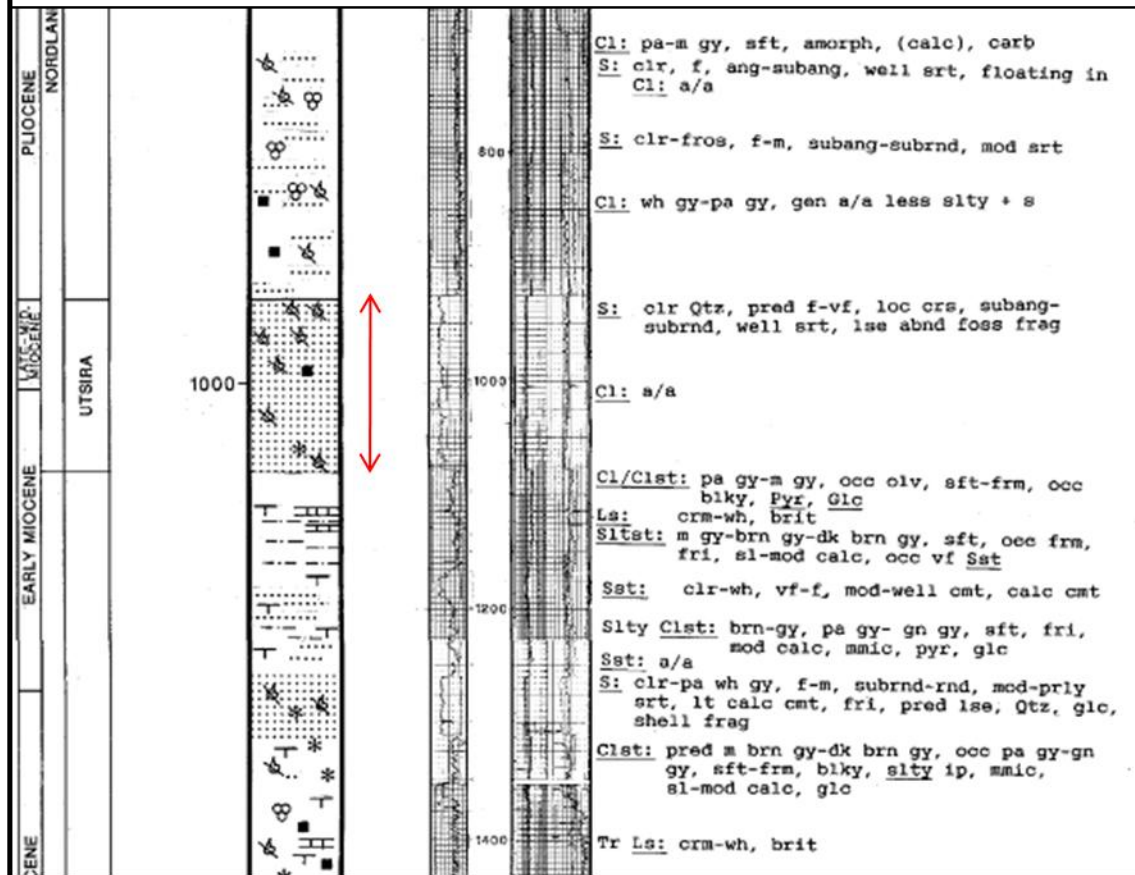 PLIOCENE
NORDLAN
LATE-MID.
MIOCENE
UTSIRA
EARLY MIOCENE
CENE
1000
800
1000
1200
1400
Cl: pa-m gy, sft, amorph, (calc), carb
S: clr, f, ang-subang, well srt, floating in
Cl: a/a
S: clr-fros, f-m, subang-subrnd, mod srt
Cl: wh gy-pa gy, gen a/a less slty + s
S: clr Qtz, pred f-vf, loc crs, subang-
subrnd, well srt, lse abnd foss frag
Cl: a/a
Cl/Clst: pa gy-m gy, occ olv, sft-frm, occ
blky, Pyr, Glc
Ls: crm-wh, brit
Sltst: m gy-brn gy-dk brn gy, sft, occ frm,
fri, sl-mod calc, occ vf Sst
Sst: clr-wh, vf-f, mod-well cmt, calc cmt
Slty Clst: brn-gy, pa gy- gn gy, sft, fri,
mod calc, mmic, pyr, glc
Sst: a/a
S: clr-pa wh gy, f-m, subrnd-rnd, mod-prly
srt, lt calc cmt, fri, pred lse, Qtz, glc,
shell frag
Clst: pred m brn gy-dk brn gy, occ pa gy-gn
gy, sft-frm, blky, slty ip, mmic,
sl-mod calc, glc
Tr Ls: crm-wh, brit